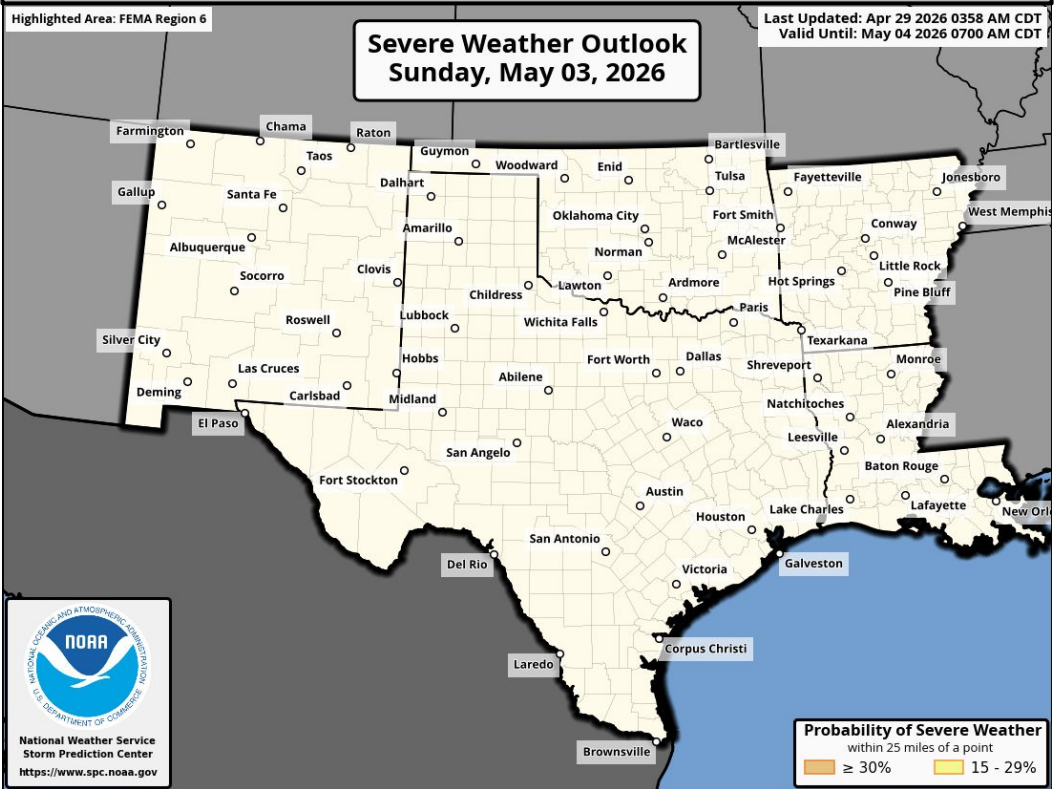 Highlighted Area: FEMA Region 6
Last Updated: Apr 29 2026 0358 AM CDT
Valid Until: May 04 2026 0700 AM CDT
Severe Weather Outlook
Sunday, May 03, 2026
Farmington
Chama
Raton
Taos
Guymon
Woodward
Enid
Bartlesville
Tulsa
Fayetteville
Jonesboro
Gallup
Santa Fe
Dalhart
Amarillo
Oklahoma City
Fort Smith
Conway
West Memphis
Albuquerque
Norman
McAlester
Little Rock
Socorro
Clovis
Childress
Lawton
Ardmore
Hot Springs
Pine Bluff
Roswell
Lubbock
Wichita Falls
Paris
Texarkana
Silver City
Las Cruces
Hobbs
Fort Worth
Dallas
Shreveport
Monroe
Deming
Carlsbad
Midland
Abilene
Natchitoches
El Paso
Waco
Leesville
Alexandria
San Angelo
Baton Rouge
Fort Stockton
Austin
Houston
Lake Charles
Lafayette
New Orl
San Antonio
Del Rio
Victoria
Galveston
Laredo
Corpus Christi
Brownsville
NATIONAL OCEANIC AND ATMOSPHERIC ADMINISTRATION
NOAA
U.S. DEPARTMENT OF COMMERCE
National Weather Service
Storm Prediction Center
https://www.spc.noaa.gov
Probability of Severe Weather
within 25 miles of a point
≥ 30%
15 - 29%